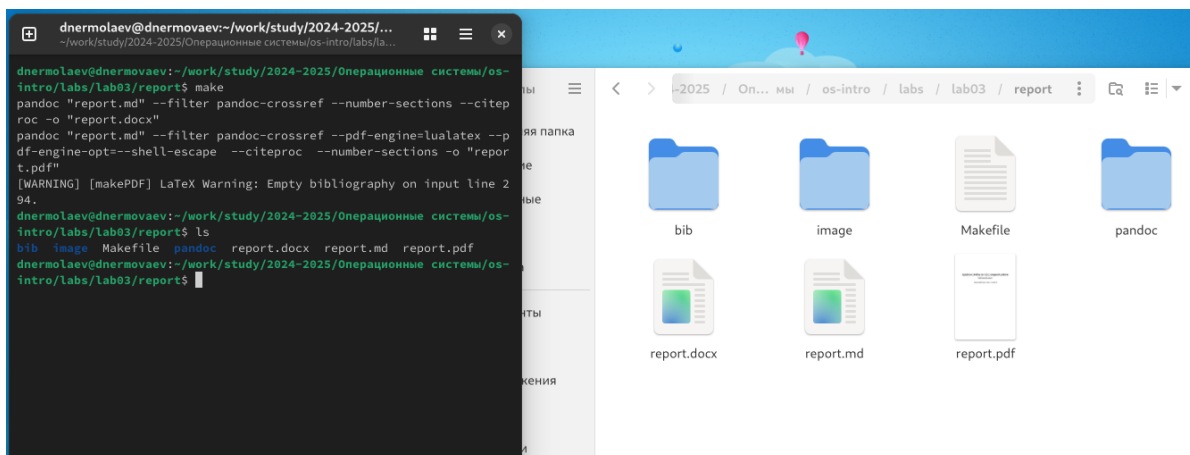 dnermolaev@dnermovaev:~/work/study/2024-2025/...
~/work/study/2024-2025/Операционные системы/os-intro/labs/la...
dnermolaev@dnermovaev:~/work/study/2024-2025/Операционные системы/os-
intro/labs/lab03/report$ make
pandoc "report.md" --filter pandoc-crossref --number-sections --citep
roc -o "report.docx"
pandoc "report.md" --filter pandoc-crossref --pdf-engine=lualatex --p
df-engine-opt=--shell-escape  --citeproc  --number-sections -o "repor
t.pdf"
[WARNING] [makePDF] LaTeX Warning: Empty bibliography on input line 2
94.
dnermolaev@dnermovaev:~/work/study/2024-2025/Операционные системы/os-
intro/labs/lab03/report$ ls
bib  image  Makefile  pandoc  report.docx  report.md  report.pdf
dnermolaev@dnermovaev:~/work/study/2024-2025/Операционные системы/os-
intro/labs/lab03/report$
-2025 / Оп... мы / os-intro / labs / lab03 / report
bib
image
Makefile
pandoc
report.docx
report.md
report.pdf